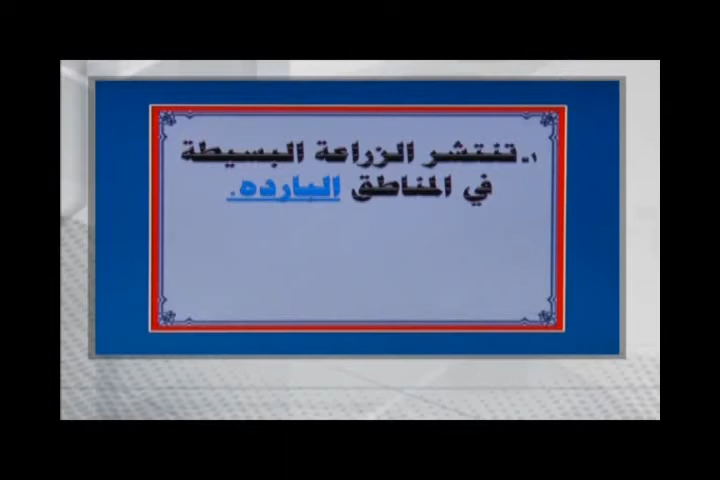 ١- تنتشر الزراعة البسيطة
في المناطق البارده.